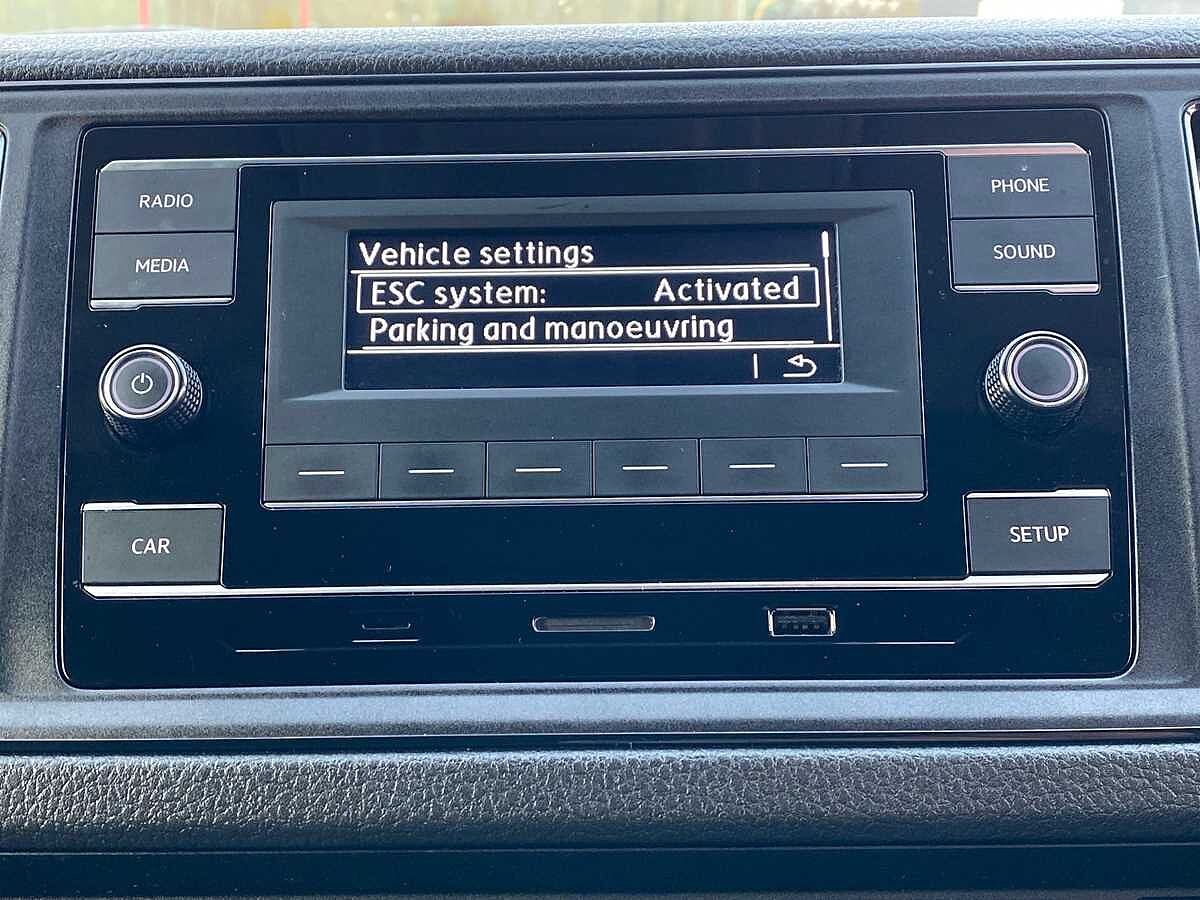 RADIO
MEDIA
PHONE
SOUND
Vehicle settings
ESC system: Activated
Parking and manoeuvring
CAR
SETUP